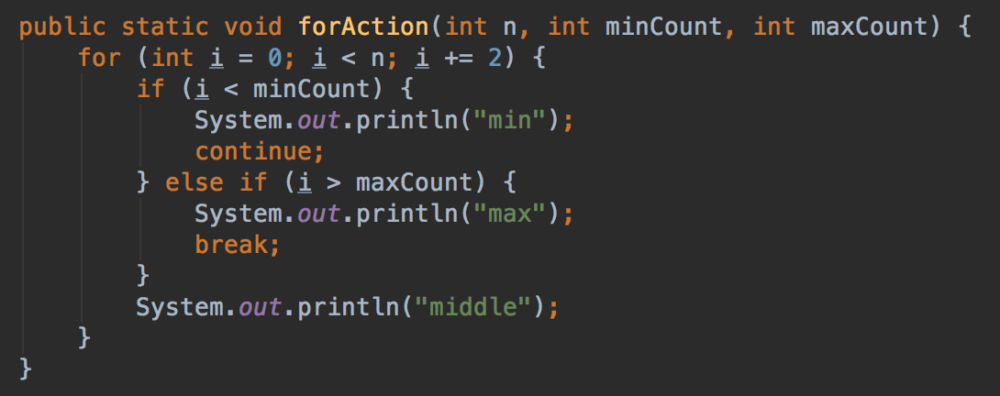 public static void forAction(int n, int minCount, int maxCount) {
    for (int i = 0; i < n; i += 2) {
        if (i < minCount) {
            System.out.println("min");
            continue;
        } else if (i > maxCount) {
            System.out.println("max");
            break;
        }
        System.out.println("middle");
    }
}